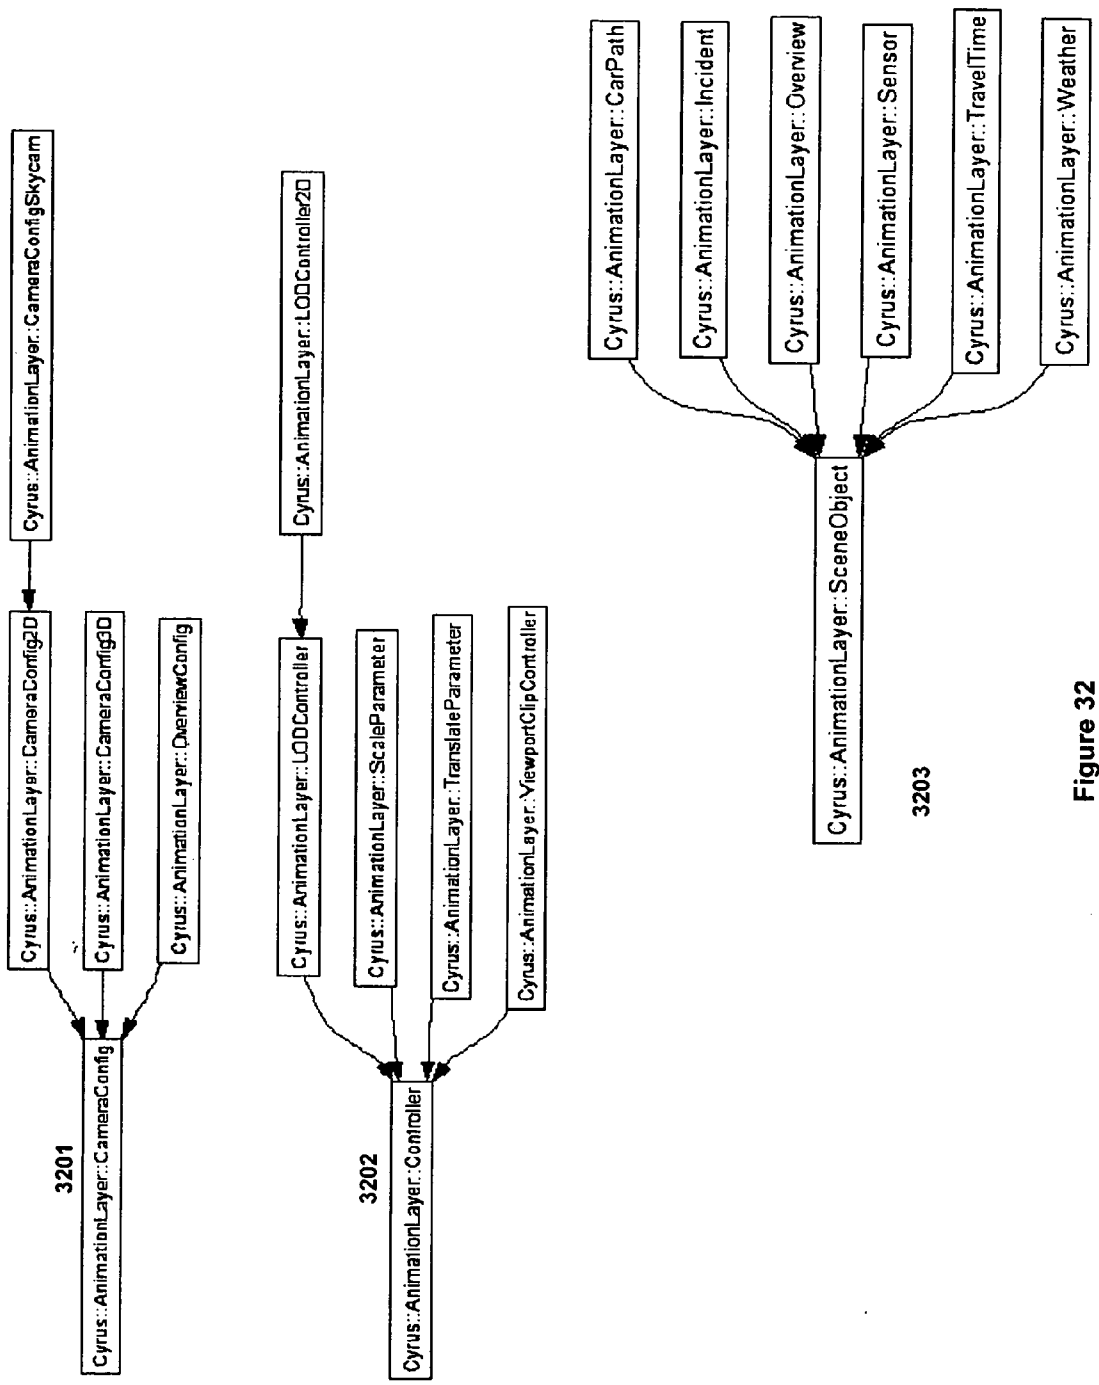 3201
Cyrus::AnimationLayer::CameraConfig
Cyrus::AnimationLayer::CameraConfig2D
Cyrus::AnimationLayer::CameraConfig3D
Cyrus::AnimationLayer::OverviewConfig
Cyrus::AnimationLayer::CameraConfigSkycam
3202
Cyrus::AnimationLayer::Controller
Cyrus::AnimationLayer::LODController
Cyrus::AnimationLayer::ScaleParameter
Cyrus::AnimationLayer::TranslateParameter
Cyrus::AnimationLayer::ViewportClipController
Cyrus::AnimationLayer::LODController2D
Cyrus::AnimationLayer::SceneObject
Cyrus::AnimationLayer::CarPath
Cyrus::AnimationLayer::Incident
Cyrus::AnimationLayer::Overview
Cyrus::AnimationLayer::Sensor
Cyrus::AnimationLayer::TravelTime
Cyrus::AnimationLayer::Weather
3203
Figure 32